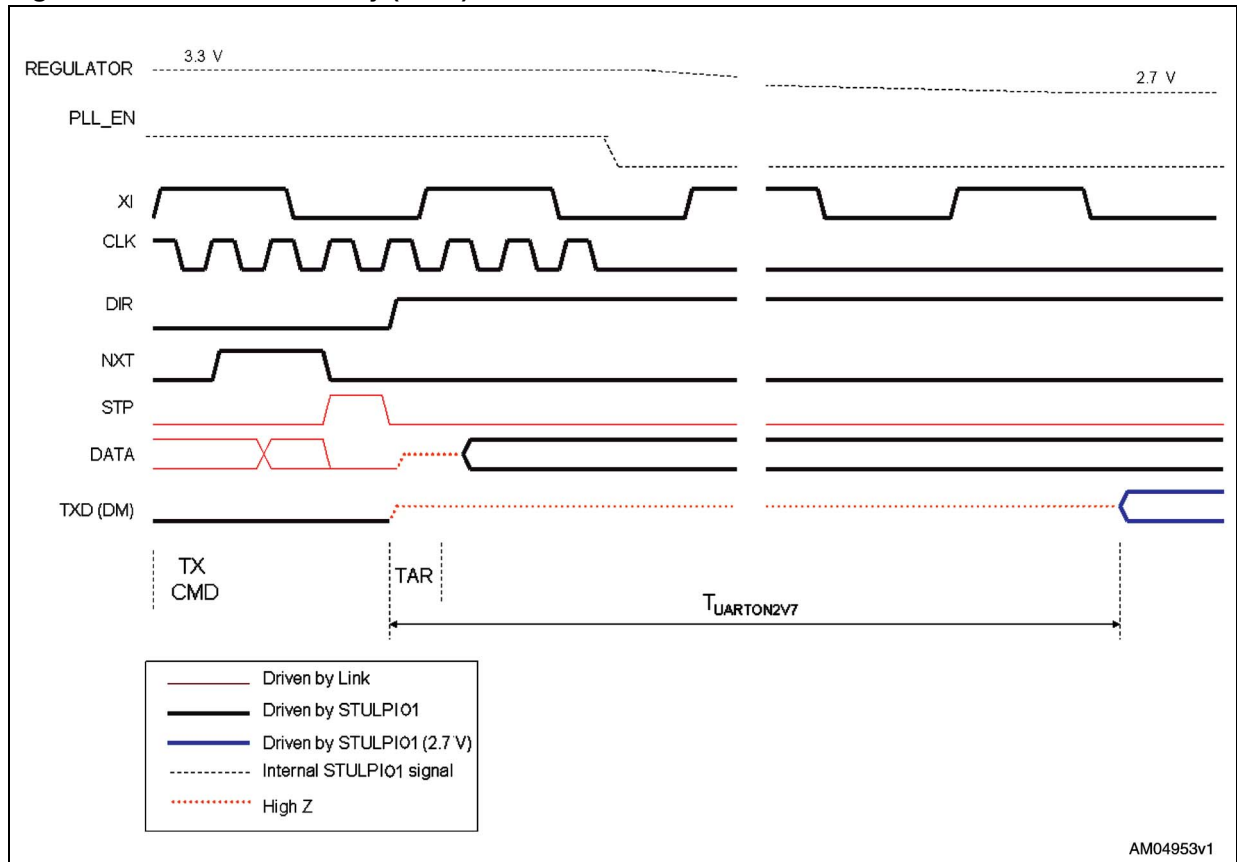 3.3 V
REGULATOR
2.7 V
PLL_EN
XI
CLK
DIR
NXT
STP
DATA
TXD (DM)
TX
CMD
TAR
TUARTON2V7
Driven by Link
Driven by STULPI01
Driven by STULPI01 (2.7 V)
Internal STULPI01 signal
High Z
AM04953v1